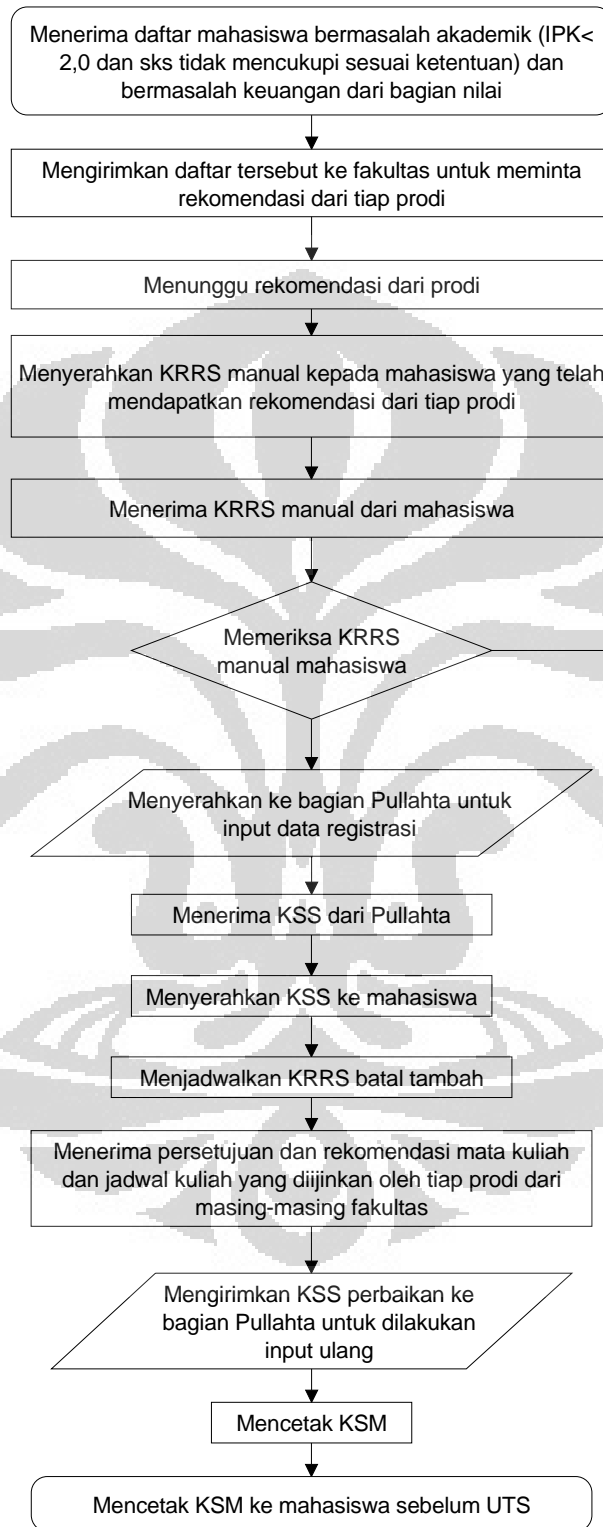 Menerima daftar mahasiswa bermasalah akademik (IPK<
2,0 dan sks tidak mencukupi sesuai ketentuan) dan
bermasalah keuangan dari bagian nilai
Mengirimkan daftar tersebut ke fakultas untuk meminta
rekomendasi dari tiap prodi
Menunggu rekomendasi dari prodi
Menyerahkan KRRS manual kepada mahasiswa yang telah
mendapatkan rekomendasi dari tiap prodi
Menerima KRRS manual dari mahasiswa
Memeriksa KRRS
manual mahasiswa
Menyerahkan ke bagian Pullahta untuk
input data registrasi
Menerima KSS dari Pullahta
Menyerahkan KSS ke mahasiswa
Menjadwalkan KRRS batal tambah
Menerima persetujuan dan rekomendasi mata kuliah
dan jadwal kuliah yang diijinkan oleh tiap prodi dari
masing-masing fakultas
Mengirimkan KSS perbaikan ke
bagian Pullahta untuk dilakukan
input ulang
Mencetak KSM
Mencetak KSM ke mahasiswa sebelum UTS